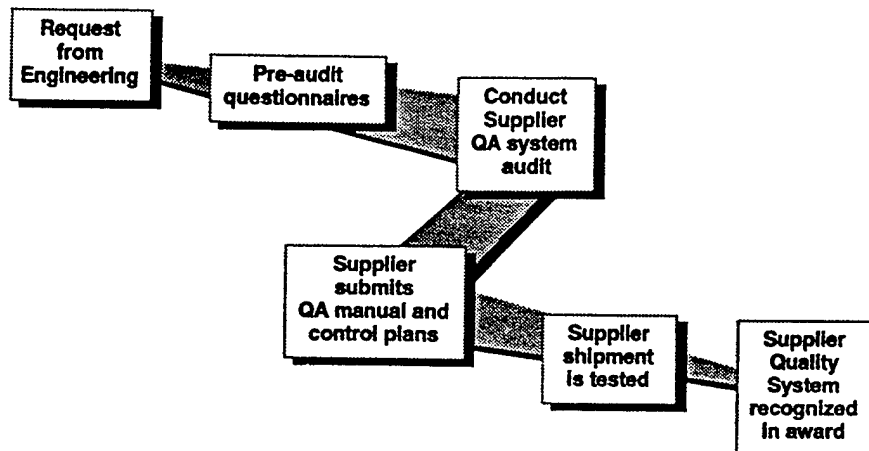 Request
from
Engineering
Pre-audit
questionnaires
Conduct
Supplier
QA system
audit
Supplier
submits
QA manual and
control plans
Supplier
shipment
is tested
Supplier
Quality
System
recognized
in award